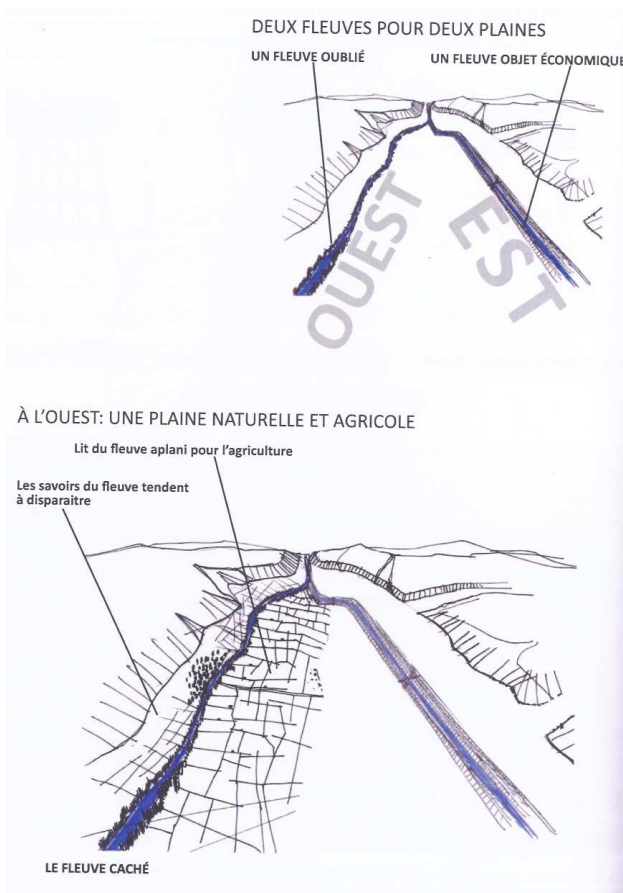 DEUX FLEUVES POUR DEUX PLAINES
UN FLEUVE OUBLIÉ
UN FLEUVE OBJET ÉCONOMIQUE
OUEST
EST
À L’OUEST: UNE PLAINE NATURELLE ET AGRICOLE
Lit du fleuve aplani pour l’agriculture
Les savoirs du fleuve tendent
à disparaitre
LE FLEUVE CACHÉ